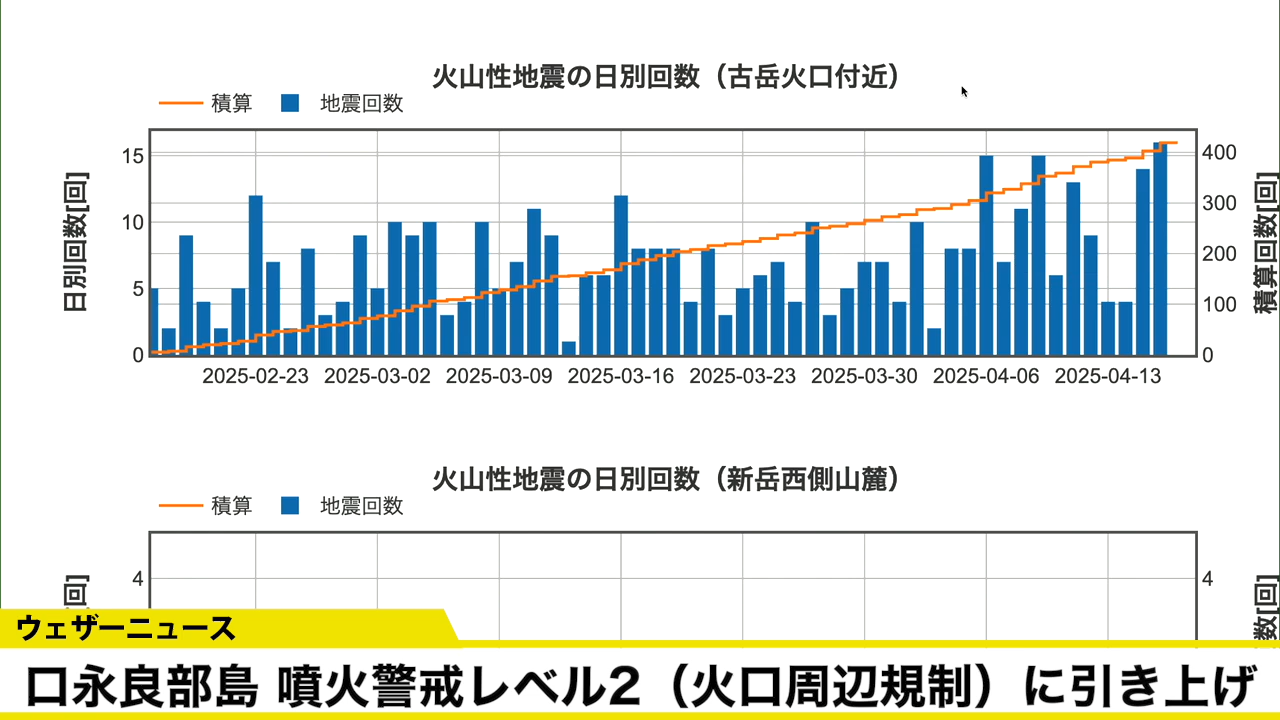 火山性地震の日別回数（古岳火口付近）
積算 地震回数
日別回数[回]
積算回数[回]
15
10
5
0
400
300
200
100
0
2025-02-23 2025-03-02 2025-03-09 2025-03-16 2025-03-23 2025-03-30 2025-04-06 2025-04-13
火山性地震の日別回数（新岳西側山麓）
積算 地震回数
4
4
回]
数[回]
ウェザーニュース
口永良部島 噴火警戒レベル2（火口周辺規制）に引き上げ